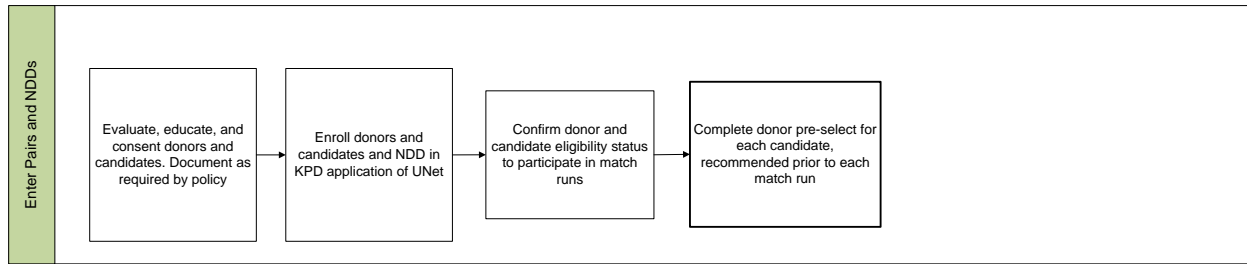 Enter Pairs and NDDs
Evaluate, educate, and
consent donors and
candidates. Document as
required by policy
Enroll donors and
candidates and NDD in
KPD application of UNet
Confirm donor and
candidate eligibility status
to participate in match
runs
Complete donor pre-select for
each candidate,
recommended prior to each
match run